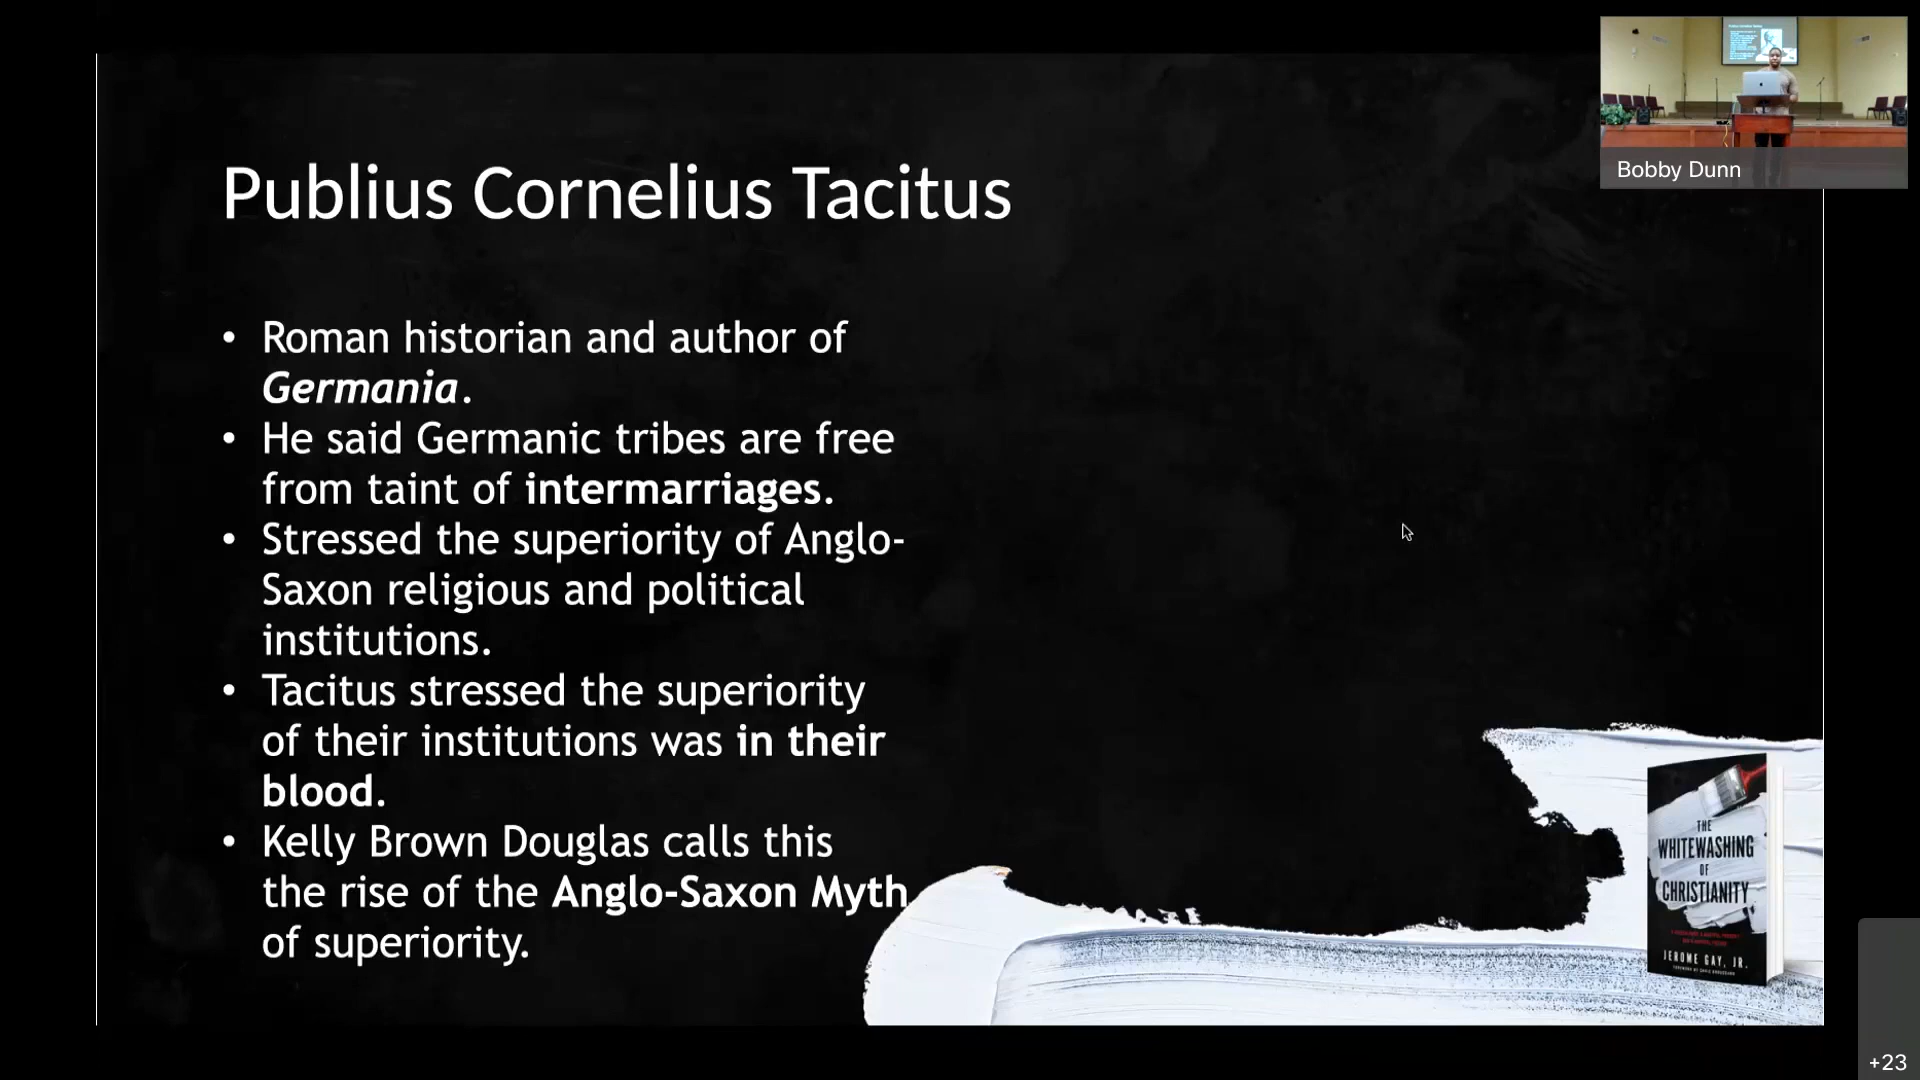 Publius Cornelius Tacitus
• Roman historian and author of
Germania.
• He said Germanic tribes are free
from taint of intermarriages.
• Stressed the superiority of Anglo-
Saxon religious and political
institutions.
• Tacitus stressed the superiority
of their institutions was in their
blood.
• Kelly Brown Douglas calls this
the rise of the Anglo-Saxon Myth
of superiority.
Bobby Dunn
THE
WHITEWASHING
OF
CHRISTIANITY
JEROME GAY, JR.
+23